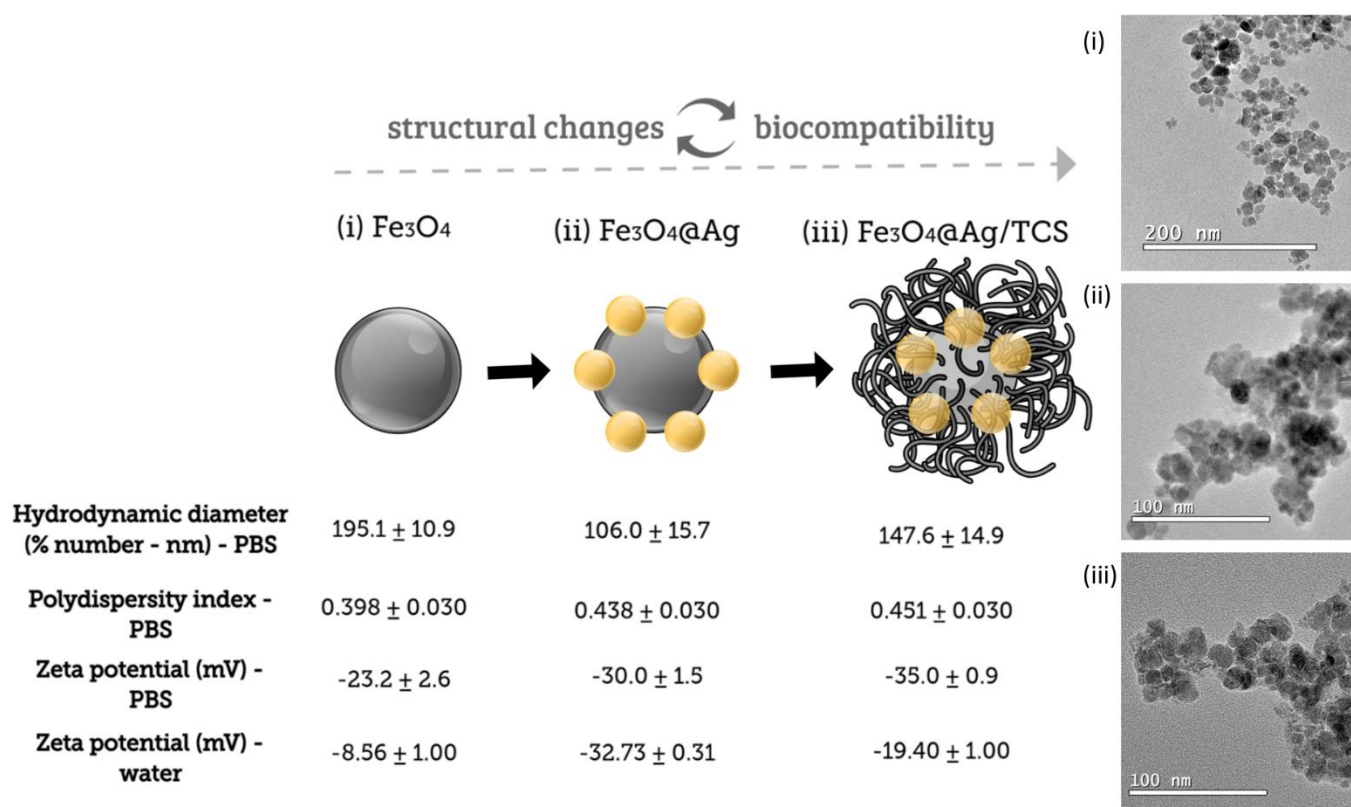 structural changes biocompatibility
(i) Fe₃O₄ (ii) Fe₃O₄@Ag (iii) Fe₃O₄@Ag/TCS
Hydrodynamic diameter
(% number - nm) - PBS
195.1 ± 10.9 106.0 ± 15.7 147.6 ± 14.9
Polydispersity index -
PBS
0.398 ± 0.030 0.438 ± 0.030 0.451 ± 0.030
Zeta potential (mV) -
PBS
-23.2 ± 2.6 -30.0 ± 1.5 -35.0 ± 0.9
Zeta potential (mV) -
water
-8.56 ± 1.00 -32.73 ± 0.31 -19.40 ± 1.00
(i)
200 nm
(ii)
100 nm
(iii)
100 nm